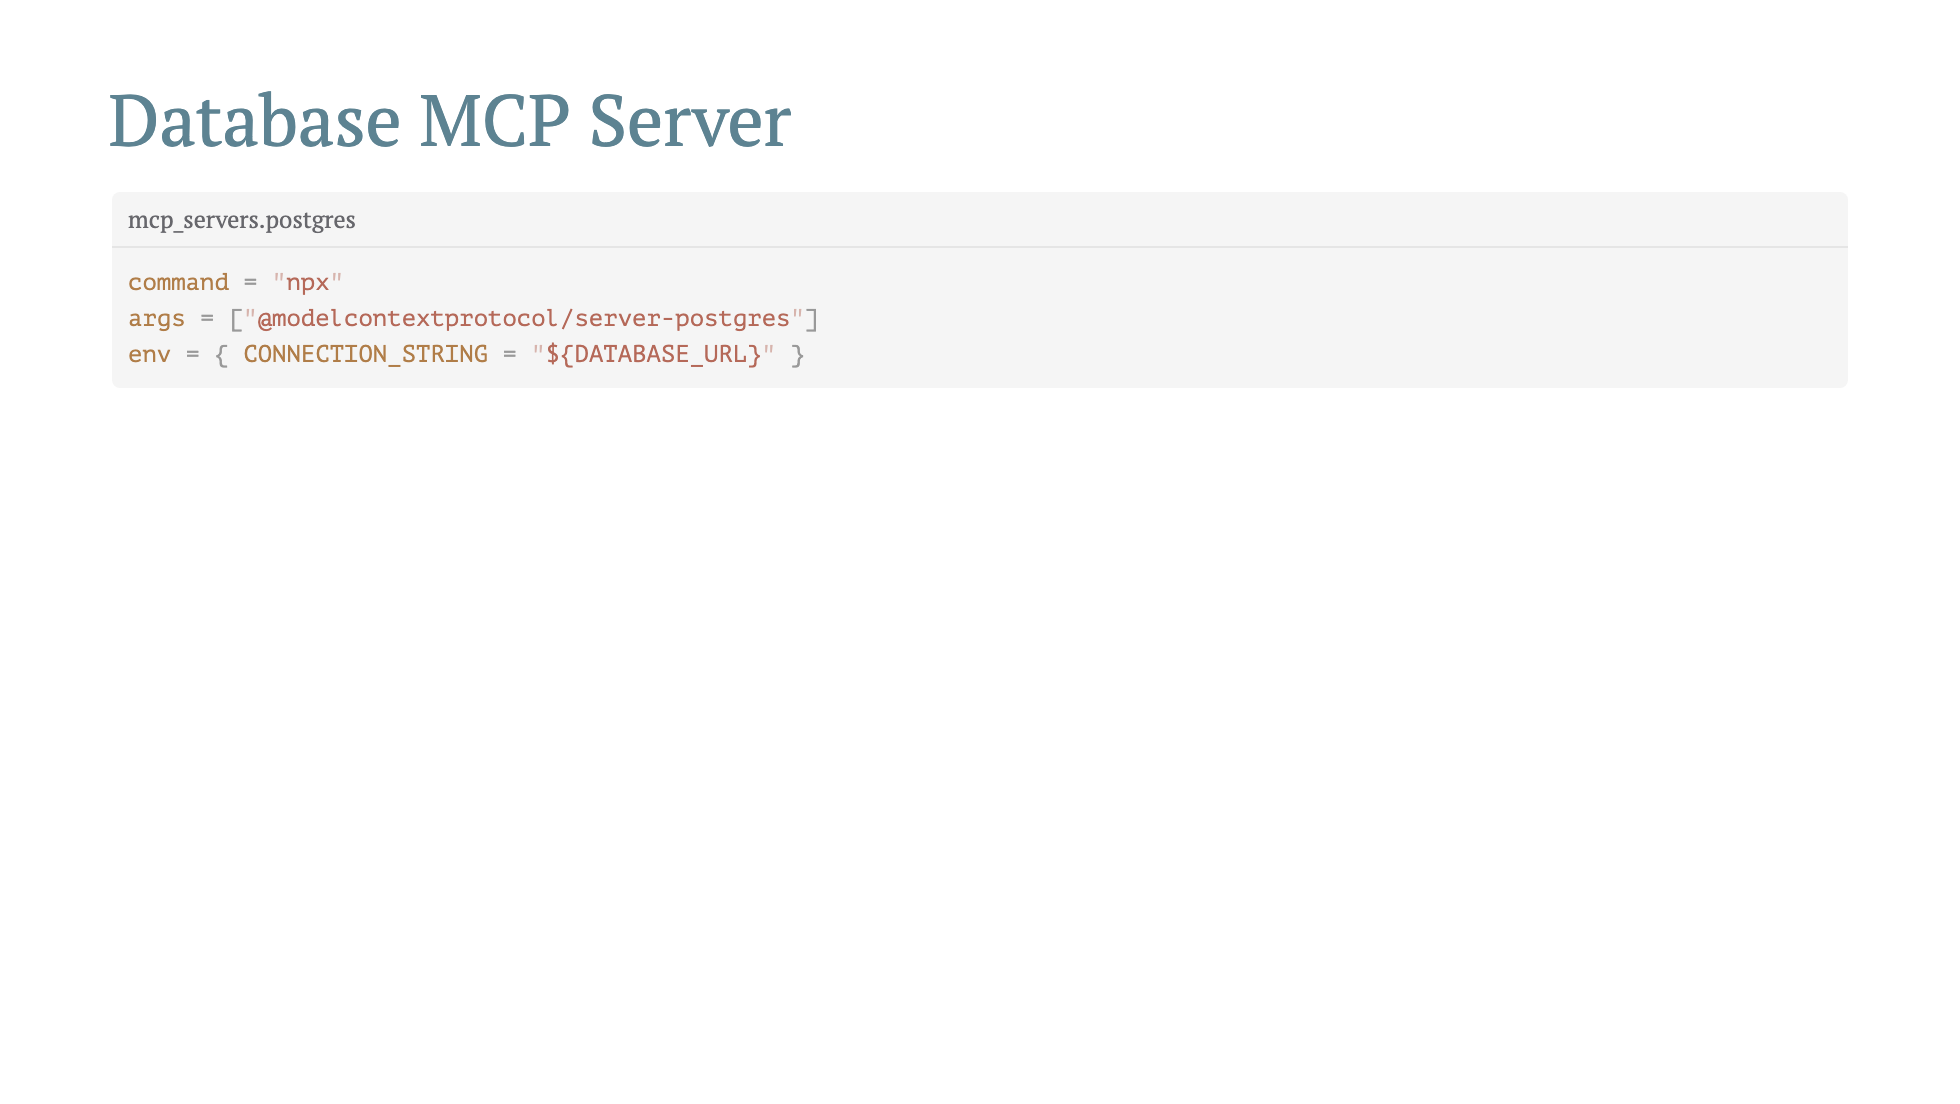 Database MCP Server
mcp_servers.postgres
command = "npx"
args = ["@modelcontextprotocol/server-postgres"]
env = { CONNECTION_STRING = "${DATABASE_URL}" }